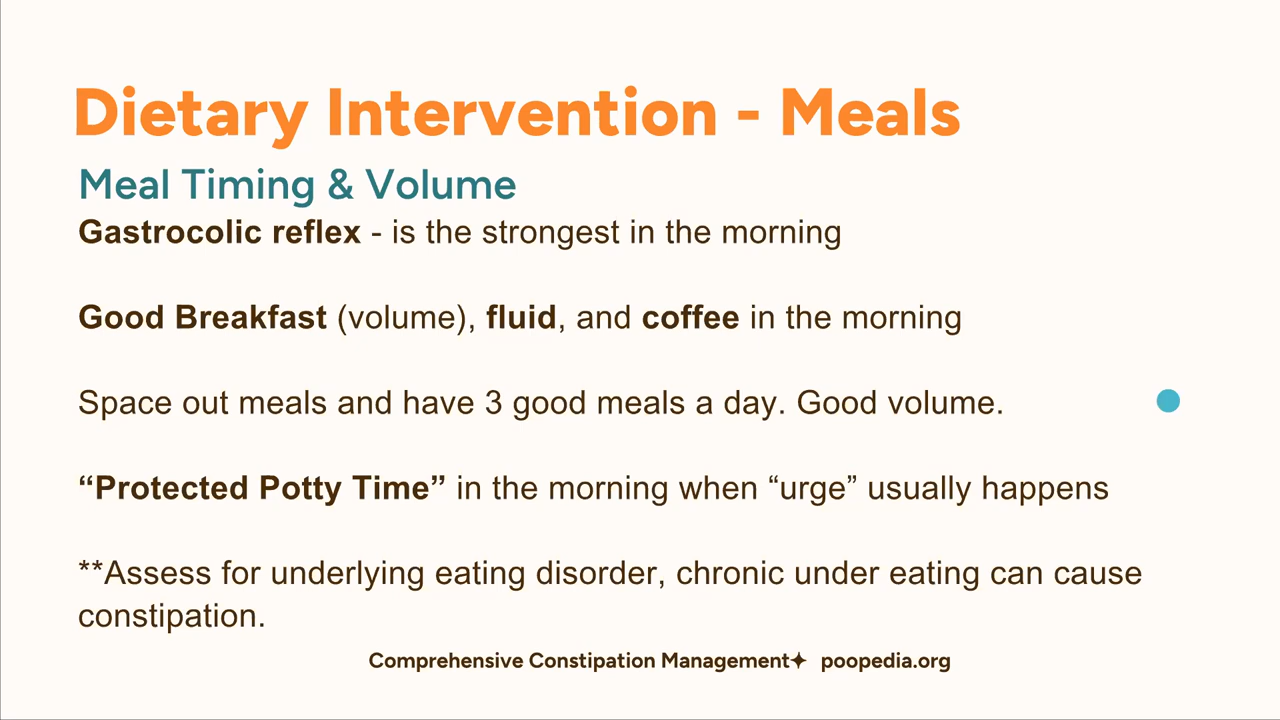 Dietary Intervention - Meals
Meal Timing & Volume
Gastrocolic reflex - is the strongest in the morning
Good Breakfast (volume), fluid, and coffee in the morning
Space out meals and have 3 good meals a day. Good volume.
“Protected Potty Time” in the morning when “urge” usually happens
**Assess for underlying eating disorder, chronic under eating can cause
constipation.
Comprehensive Constipation Management✦ poopedia.org